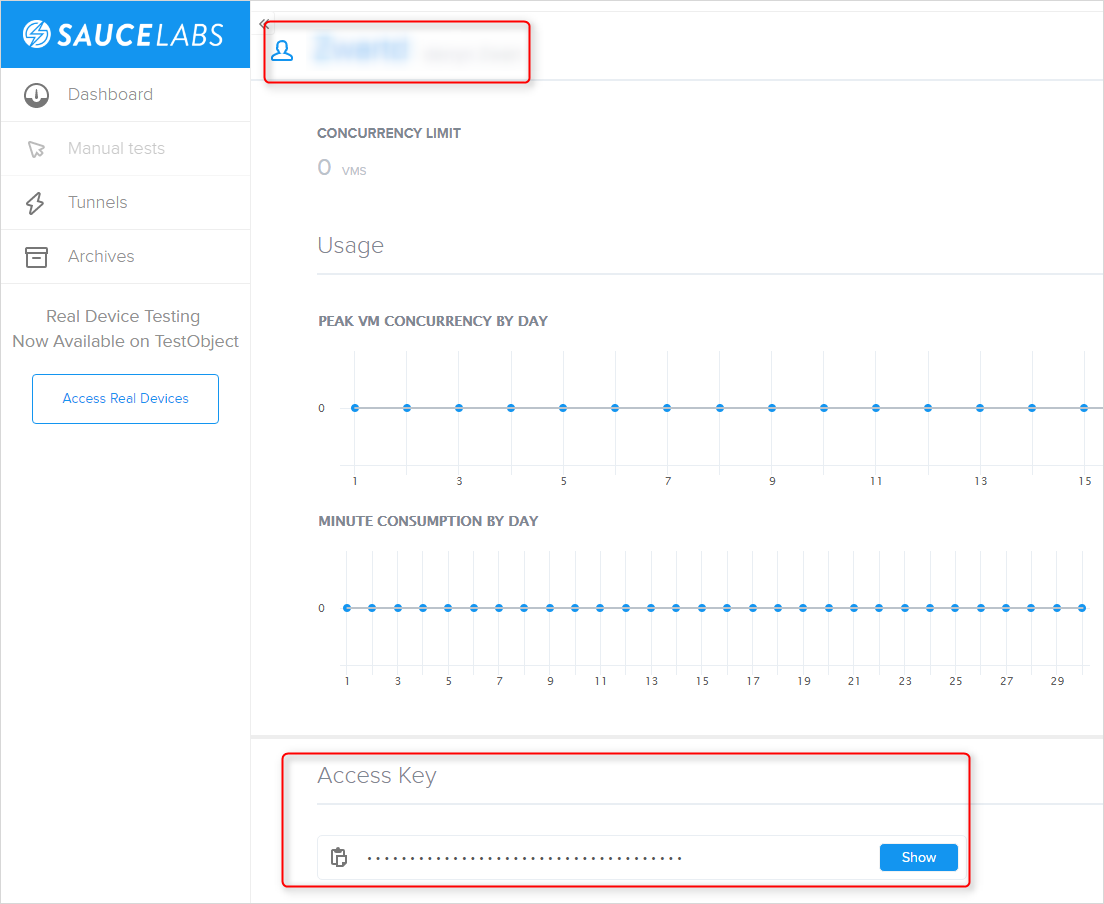 SAUCELABS
Dashboard
Manual tests
Tunnels
Archives
Real Device Testing
Now Available on TestObject
Access Real Devices
«
CONCURRENCY LIMIT
0 VMS
Usage
PEAK VM CONCURRENCY BY DAY
0
1 3 5 7 9 11 13 15
MINUTE CONSUMPTION BY DAY
0
1 3 5 7 9 11 13 15 17 19 21 23 25 27 29
Access Key
Show